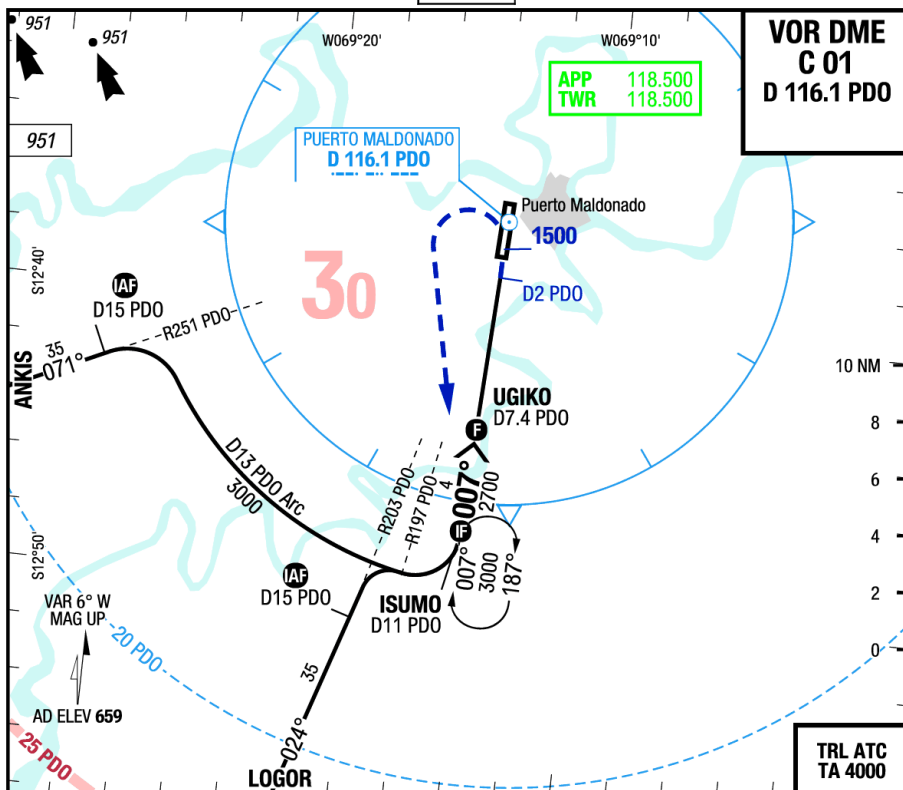 951
951
W069°20'
W069°10'
VOR DME
C 01
D 116.1 PDO
APP 118.500
TWR 118.500
951
PUERTO MALDONADO
D 116.1 PDO
Puerto Maldonado
1500
S12°40'
IAF
D15 PDO
30
D2 PDO
R251 PDO
35
071°
ANKIS
10 NM
UGIKO
D7.4 PDO
F
8
D13 PDO Arc
3000
R203 PDO
R197 PDO
4
007°
2700
6
IF
4
S12°50'
IAF
D15 PDO
007°
3000
187°
ISUMO
D11 PDO
2
VAR 6° W
MAG UP
20 PDO
0
35
AD ELEV 659
024°
25 PDO
LOGOR
TRL ATC
TA 4000